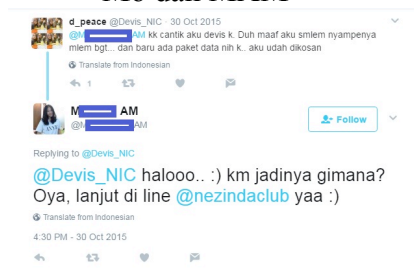 d_peace @Devis_NIC · 30 Oct 2015
@M AM kk cantik aku devis k. Duh maaf aku smlem nyampenya
mlem bgt... dan baru ada paket data nih k.. aku udah dikosan
Translate from Indonesian
1
M AM
@M AM
Follow
Replying to @Devis_NIC
@Devis_NIC halooo.. :) km jadinya gimana?
Oya, lanjut di line @nezindaclub yaa :)
Translate from Indonesian
4:30 PM - 30 Oct 2015